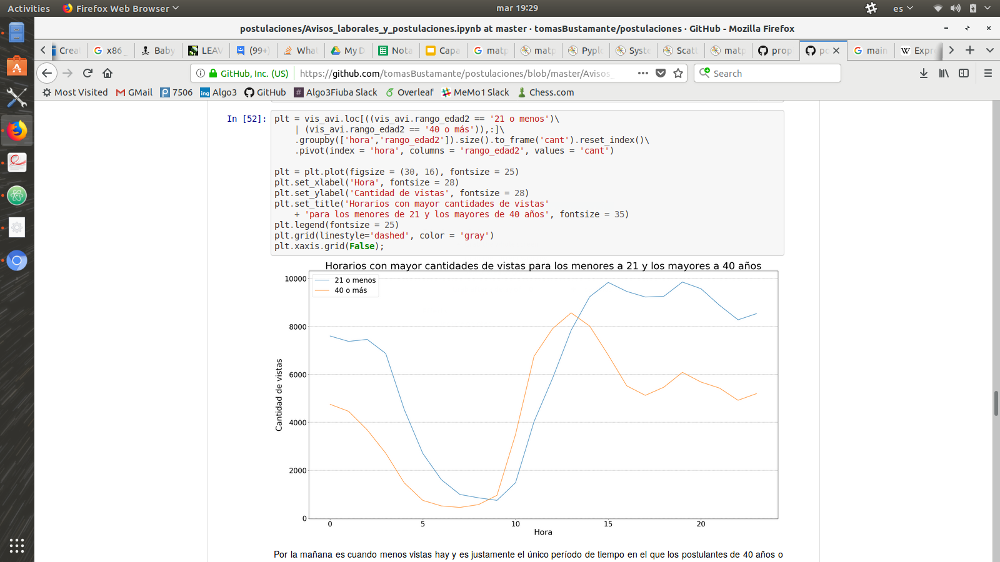 Activities
Firefox Web Browser
mar 19:29
es
postulaciones/Avisos_laborales_y_postulaciones.ipynb at master · tomasBustamante/postulaciones · GitHub - Mozilla Firefox
Crea
x86_
Baby
LEAV
(99+)
What
My D
Nota
Capa
matp
matp
Pyplo
Syste
Scatt
matp
prop
po
main
Expre
GitHub, Inc. (US)
https://github.com/tomasBustamante/postulaciones/blob/master/Avisos_
Search
Most Visited
GMail
7506
Algo3
GitHub
Algo3Fiuba Slack
Overleaf
MeMo1 Slack
Chess.com
In [52]:
plt = vis_avi.loc[((vis_avi.rango_edad2 == '21 o menos')\
| (vis_avi.rango_edad2 == '40 o más')),:]\
.groupby(['hora','rango_edad2']).size().to_frame('cant').reset_index()\
.pivot(index = 'hora', columns = 'rango_edad2', values = 'cant')
plt = plt.plot(figsize = (30, 16), fontsize = 25)
plt.set_xlabel('Hora', fontsize = 28)
plt.set_ylabel('Cantidad de vistas', fontsize = 28)
plt.set_title('Horarios con mayor cantidades de vistas'
+ 'para los menores de 21 y los mayores de 40 años', fontsize = 35)
plt.legend(fontsize = 25)
plt.grid(linestyle='dashed', color = 'gray')
plt.xaxis.grid(False);
Horarios con mayor cantidades de vistas para los menores a 21 y los mayores a 40 años
21 o menos
40 o más
10000
8000
6000
4000
2000
0
Cantidad de vistas
0
5
10
15
20
Hora
Por la mañana es cuando menos vistas hay y es justamente el único período de tiempo en el que los postulantes de 40 años o